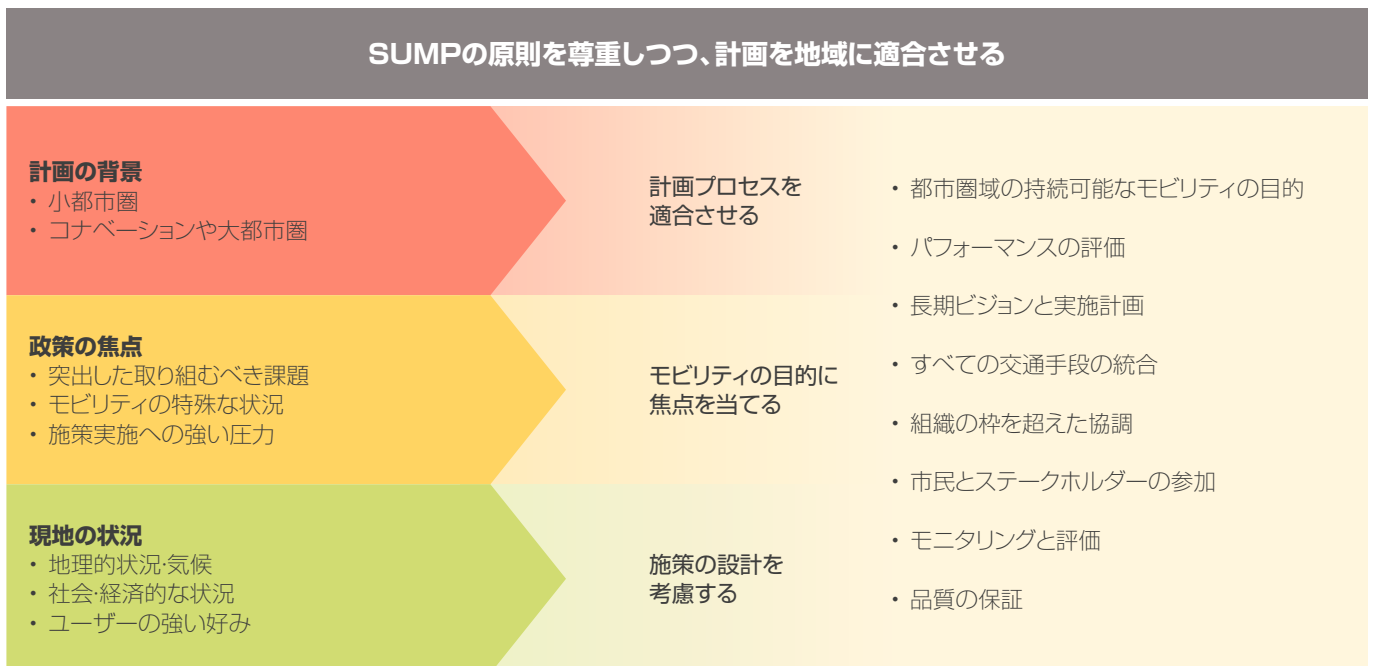 SUMPの原則を尊重しつつ、計画を地域に適合させる
計画の背景
• 小都市圏
• コナベーションや大都市圏
計画プロセスを
適合させる
政策の焦点
• 突出した取り組むべき課題
• モビリティの特殊な状況
• 施策実施への強い圧力
モビリティの目的に
焦点を当てる
現地の状況
• 地理的状況・気候
• 社会・経済的な状況
• ユーザーの強い好み
施策の設計を
考慮する
• 都市圏域の持続可能なモビリティの目的
• パフォーマンスの評価
• 長期ビジョンと実施計画
• すべての交通手段の統合
• 組織の枠を超えた協調
• 市民とステークホルダーの参加
• モニタリングと評価
• 品質の保証